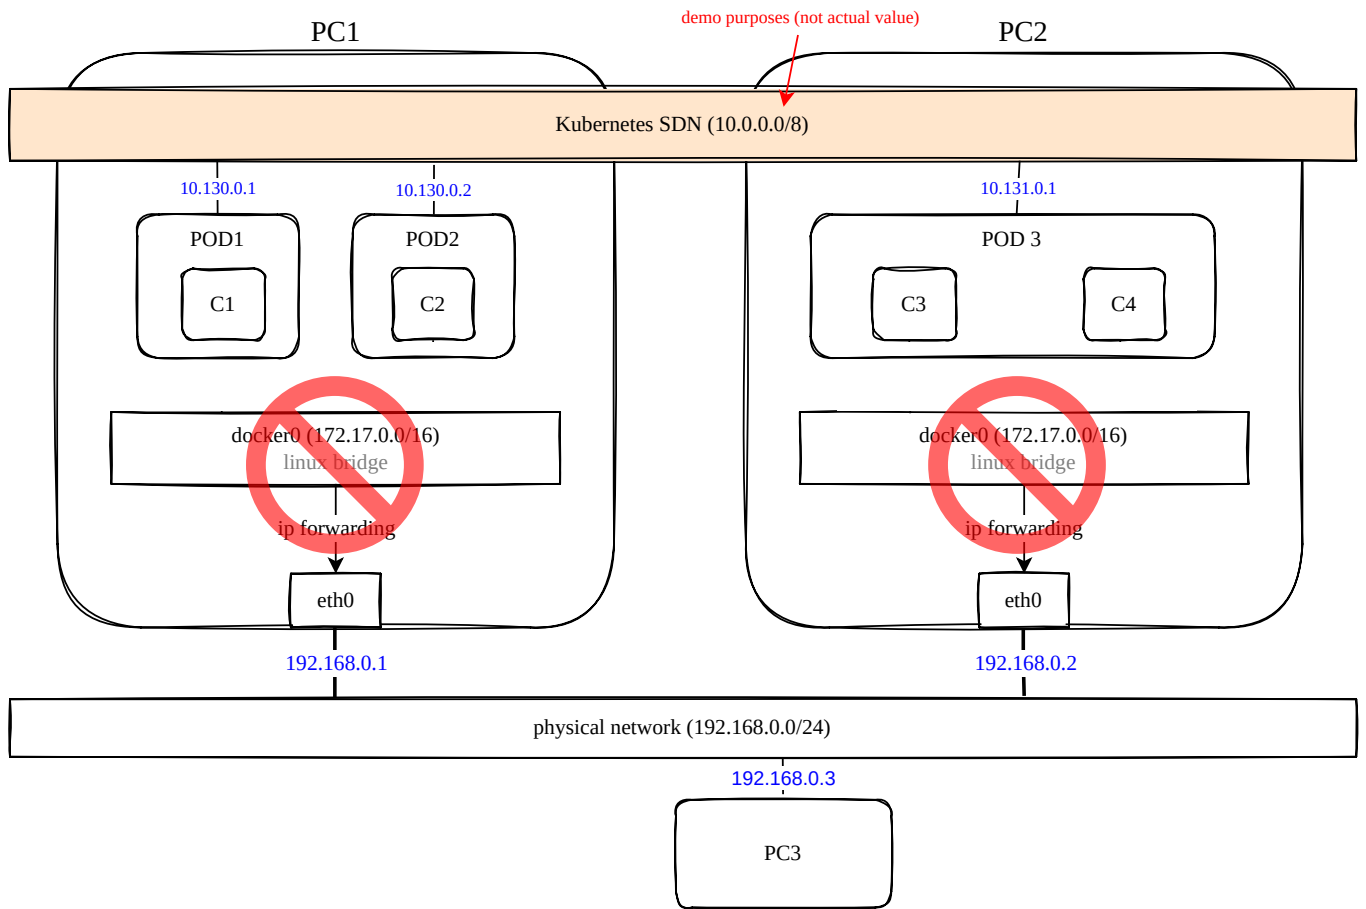 PC1
demo purposes (not actual value)
PC2
Kubernetes SDN (10.0.0.0/8)
10.130.0.1
10.130.0.2
10.131.0.1
POD1
POD2
POD 3
C1
C2
C3
C4
docker0 (172.17.0.0/16)
linux bridge
docker0 (172.17.0.0/16)
linux bridge
ip forwarding
ip forwarding
eth0
eth0
192.168.0.1
192.168.0.2
physical network (192.168.0.0/24)
192.168.0.3
PC3